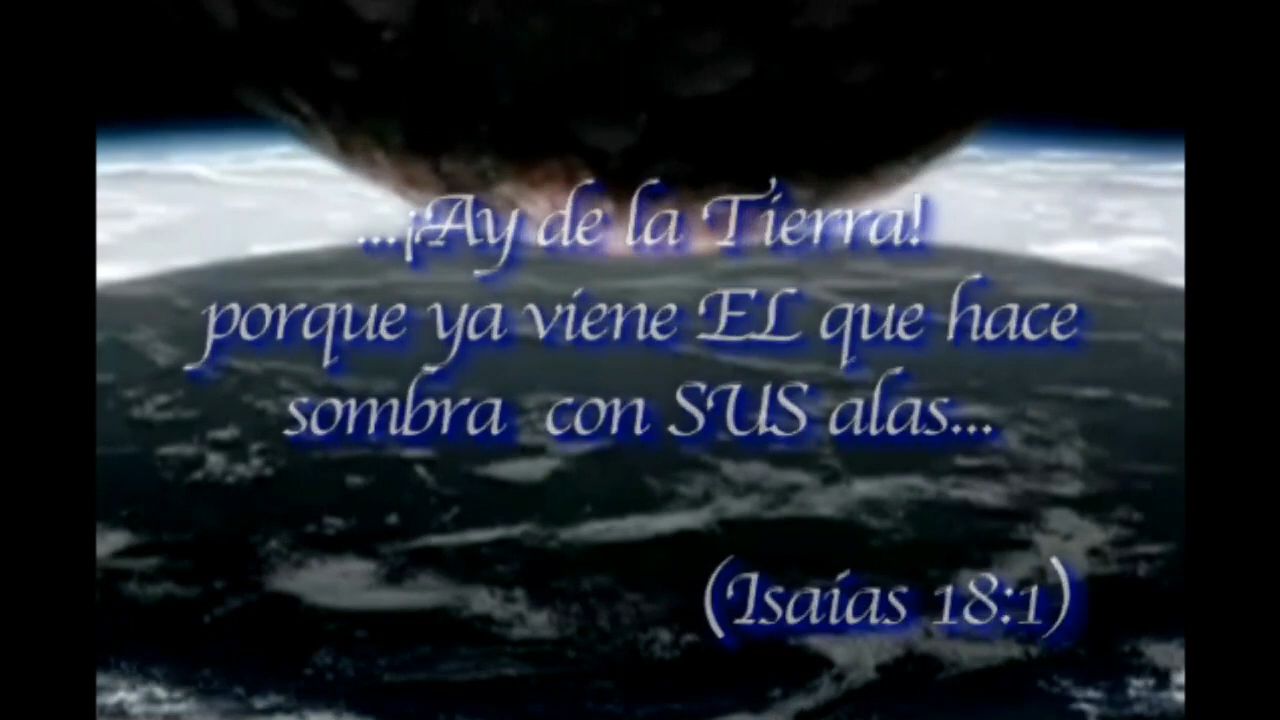 ...¡Ay de la Tierra!
porque ya viene EL que hace
sombra con SUS alas...
(Isaías 18:1)